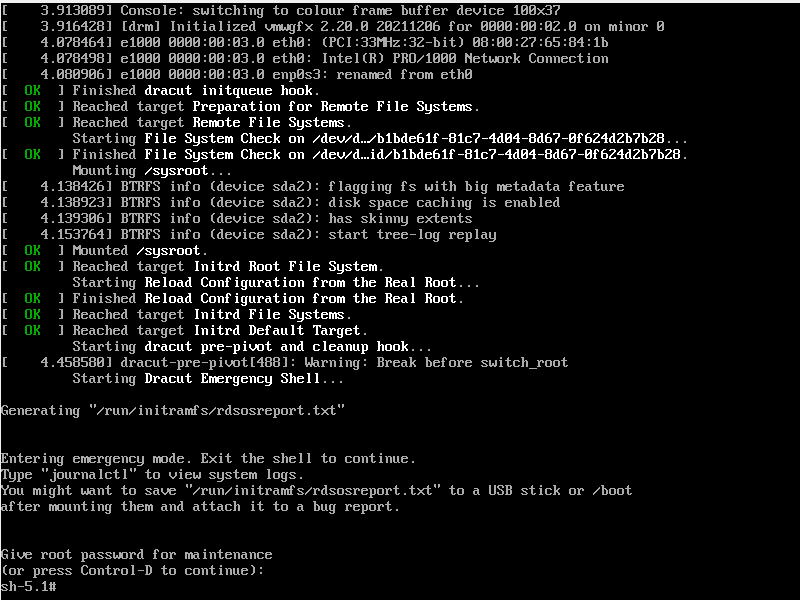 [    3.913089] Console: switching to colour frame buffer device 100x37
[    3.916428] [drm] Initialized vmwgfx 2.20.0 20211206 for 0000:00:02.0 on minor 0
[    4.078464] e1000 0000:00:03.0 eth0: (PCI:33MHz:32-bit) 08:00:27:65:84:1b
[    4.078498] e1000 0000:00:03.0 eth0: Intel(R) PRO/1000 Network Connection
[    4.080906] e1000 0000:00:03.0 enp0s3: renamed from eth0
[  OK  ] Finished dracut initqueue hook.
[  OK  ] Reached target Preparation for Remote File Systems.
[  OK  ] Reached target Remote File Systems.
         Starting File System Check on /dev/d…/b1bde61f-81c7-4d04-8d67-0f624d2b7b28...
[  OK  ] Finished File System Check on /dev/d…id/b1bde61f-81c7-4d04-8d67-0f624d2b7b28.
         Mounting /sysroot...
[    4.138426] BTRFS info (device sda2): flagging fs with big metadata feature
[    4.138923] BTRFS info (device sda2): disk space caching is enabled
[    4.139306] BTRFS info (device sda2): has skinny extents
[    4.153764] BTRFS info (device sda2): start tree-log replay
[  OK  ] Mounted /sysroot.
[  OK  ] Reached target Initrd Root File System.
         Starting Reload Configuration from the Real Root...
[  OK  ] Finished Reload Configuration from the Real Root.
[  OK  ] Reached target Initrd File Systems.
[  OK  ] Reached target Initrd Default Target.
         Starting dracut pre-pivot and cleanup hook...
[    4.458580] dracut-pre-pivot[488]: Warning: Break before switch_root
         Starting Dracut Emergency Shell...
Generating "/run/initramfs/rdsosreport.txt"
Entering emergency mode. Exit the shell to continue.
Type "journalctl" to view system logs.
You might want to save "/run/initramfs/rdsosreport.txt" to a USB stick or /boot
after mounting them and attach it to a bug report.
Give root password for maintenance
(or press Control-D to continue):
sh-5.1#